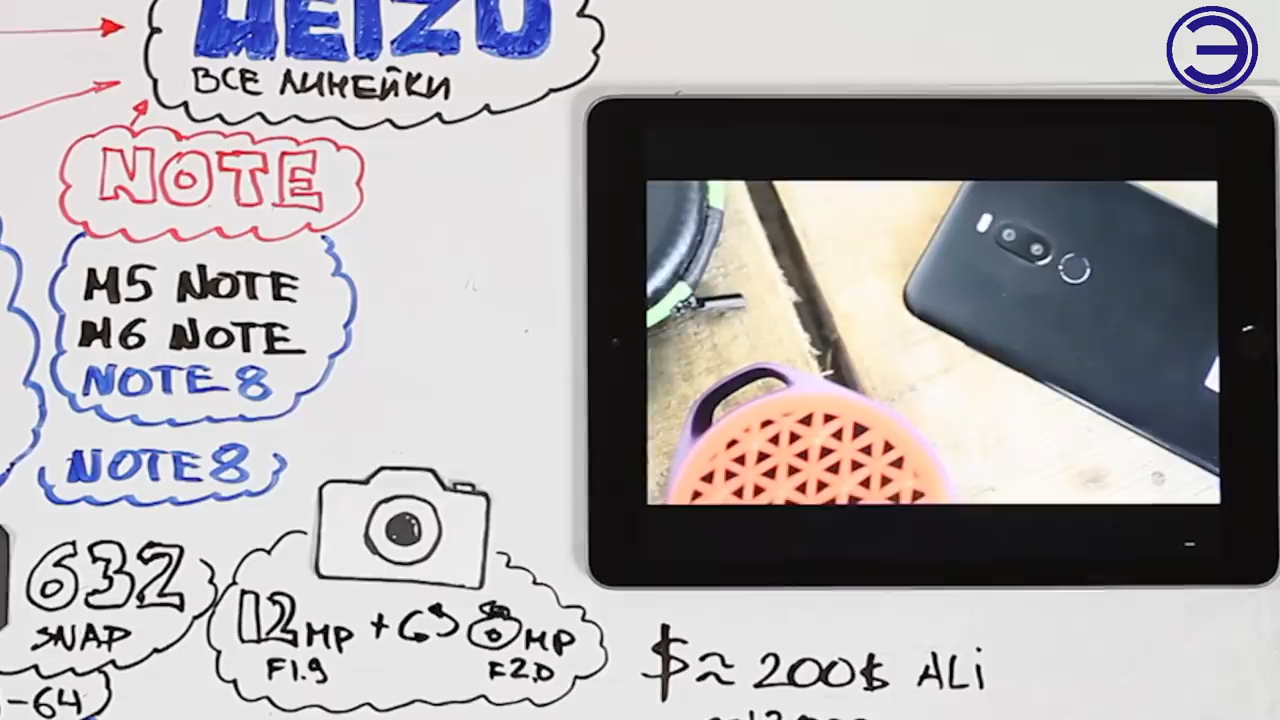 Э
MEIZU
ВСЕ ЛИНЕЙКИ
NOTE
M5 NOTE
M6 NOTE
NOTE 8
NOTE 8
632
SNAP
-64
12MP +
MP
F1.9
F2.0
$ ≈ 200$ ALi